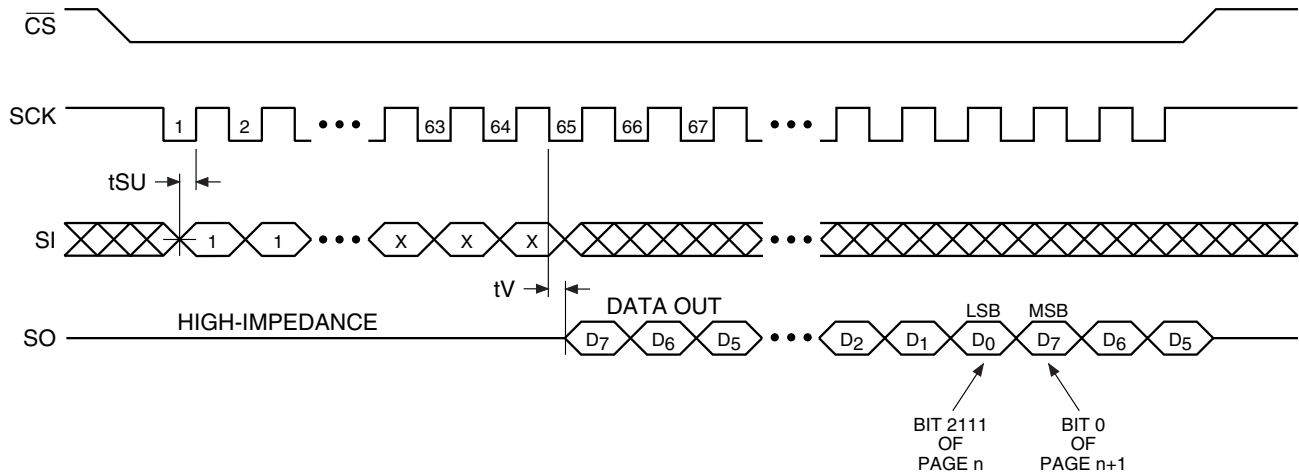 CS
SCK 1 2 ••• 63 64 65 66 67 •••
tSU
SI 1 1 ••• X X X •••
tV
DATA OUT
HIGH-IMPEDANCE
LSB MSB
SO D7 D6 D5 ••• D2 D1 D0 D7 D6 D5
BIT 2111
OF
PAGE n
BIT 0
OF
PAGE n+1